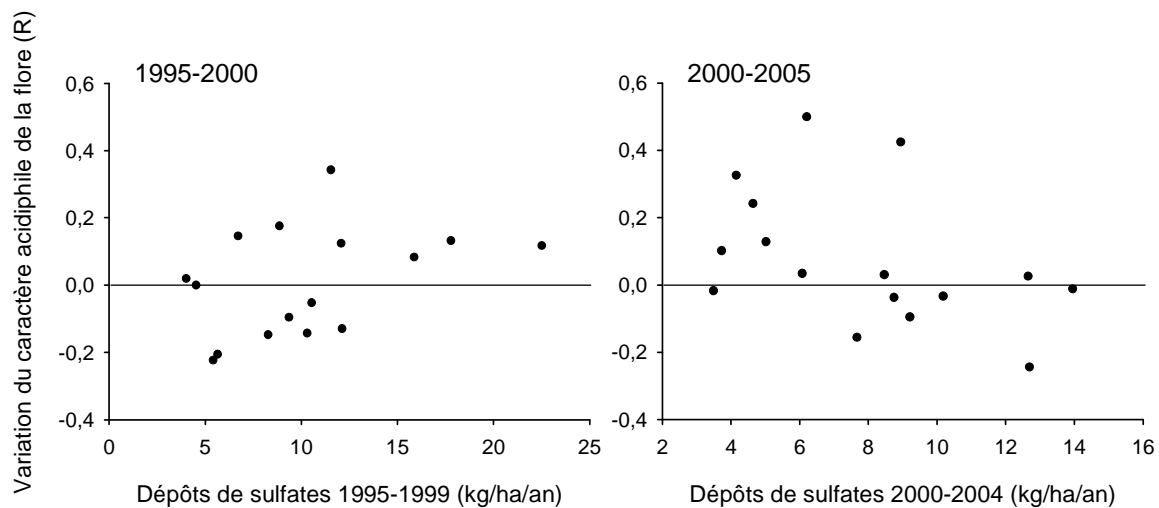 Variation du caractère acidiphile de la flore (R)
1995-2000
0,6
0,4
0,2
0,0
-0,2
-0,4
0 5 10 15 20 25
Dépôts de sulfates 1995-1999 (kg/ha/an)
2000-2005
0,6
0,4
0,2
0,0
-0,2
-0,4
2 4 6 8 10 12 14 16
Dépôts de sulfates 2000-2004 (kg/ha/an)